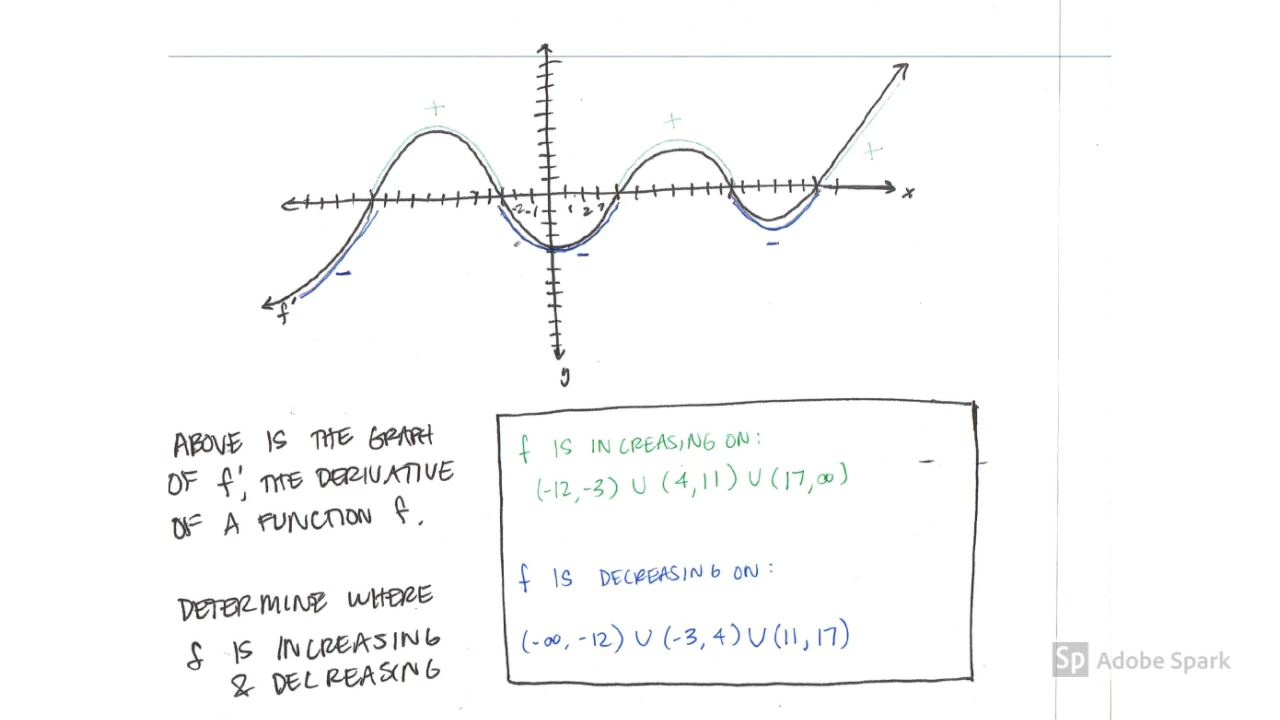 +
+
+
x
-2 -1 1 2 3
-
-
-
f'
y
ABOVE IS THE GRAPH
OF f', THE DERIVATIVE
OF A FUNCTION f.
DETERMINE WHERE
f IS INCREASING
& DECREASING
f IS INCREASING ON:
(-12,-3) ∪ (4,11) ∪ (17,∞)
f IS DECREASING ON:
(-∞, -12) ∪ (-3, 4) ∪ (11, 17)
Sp Adobe Spark